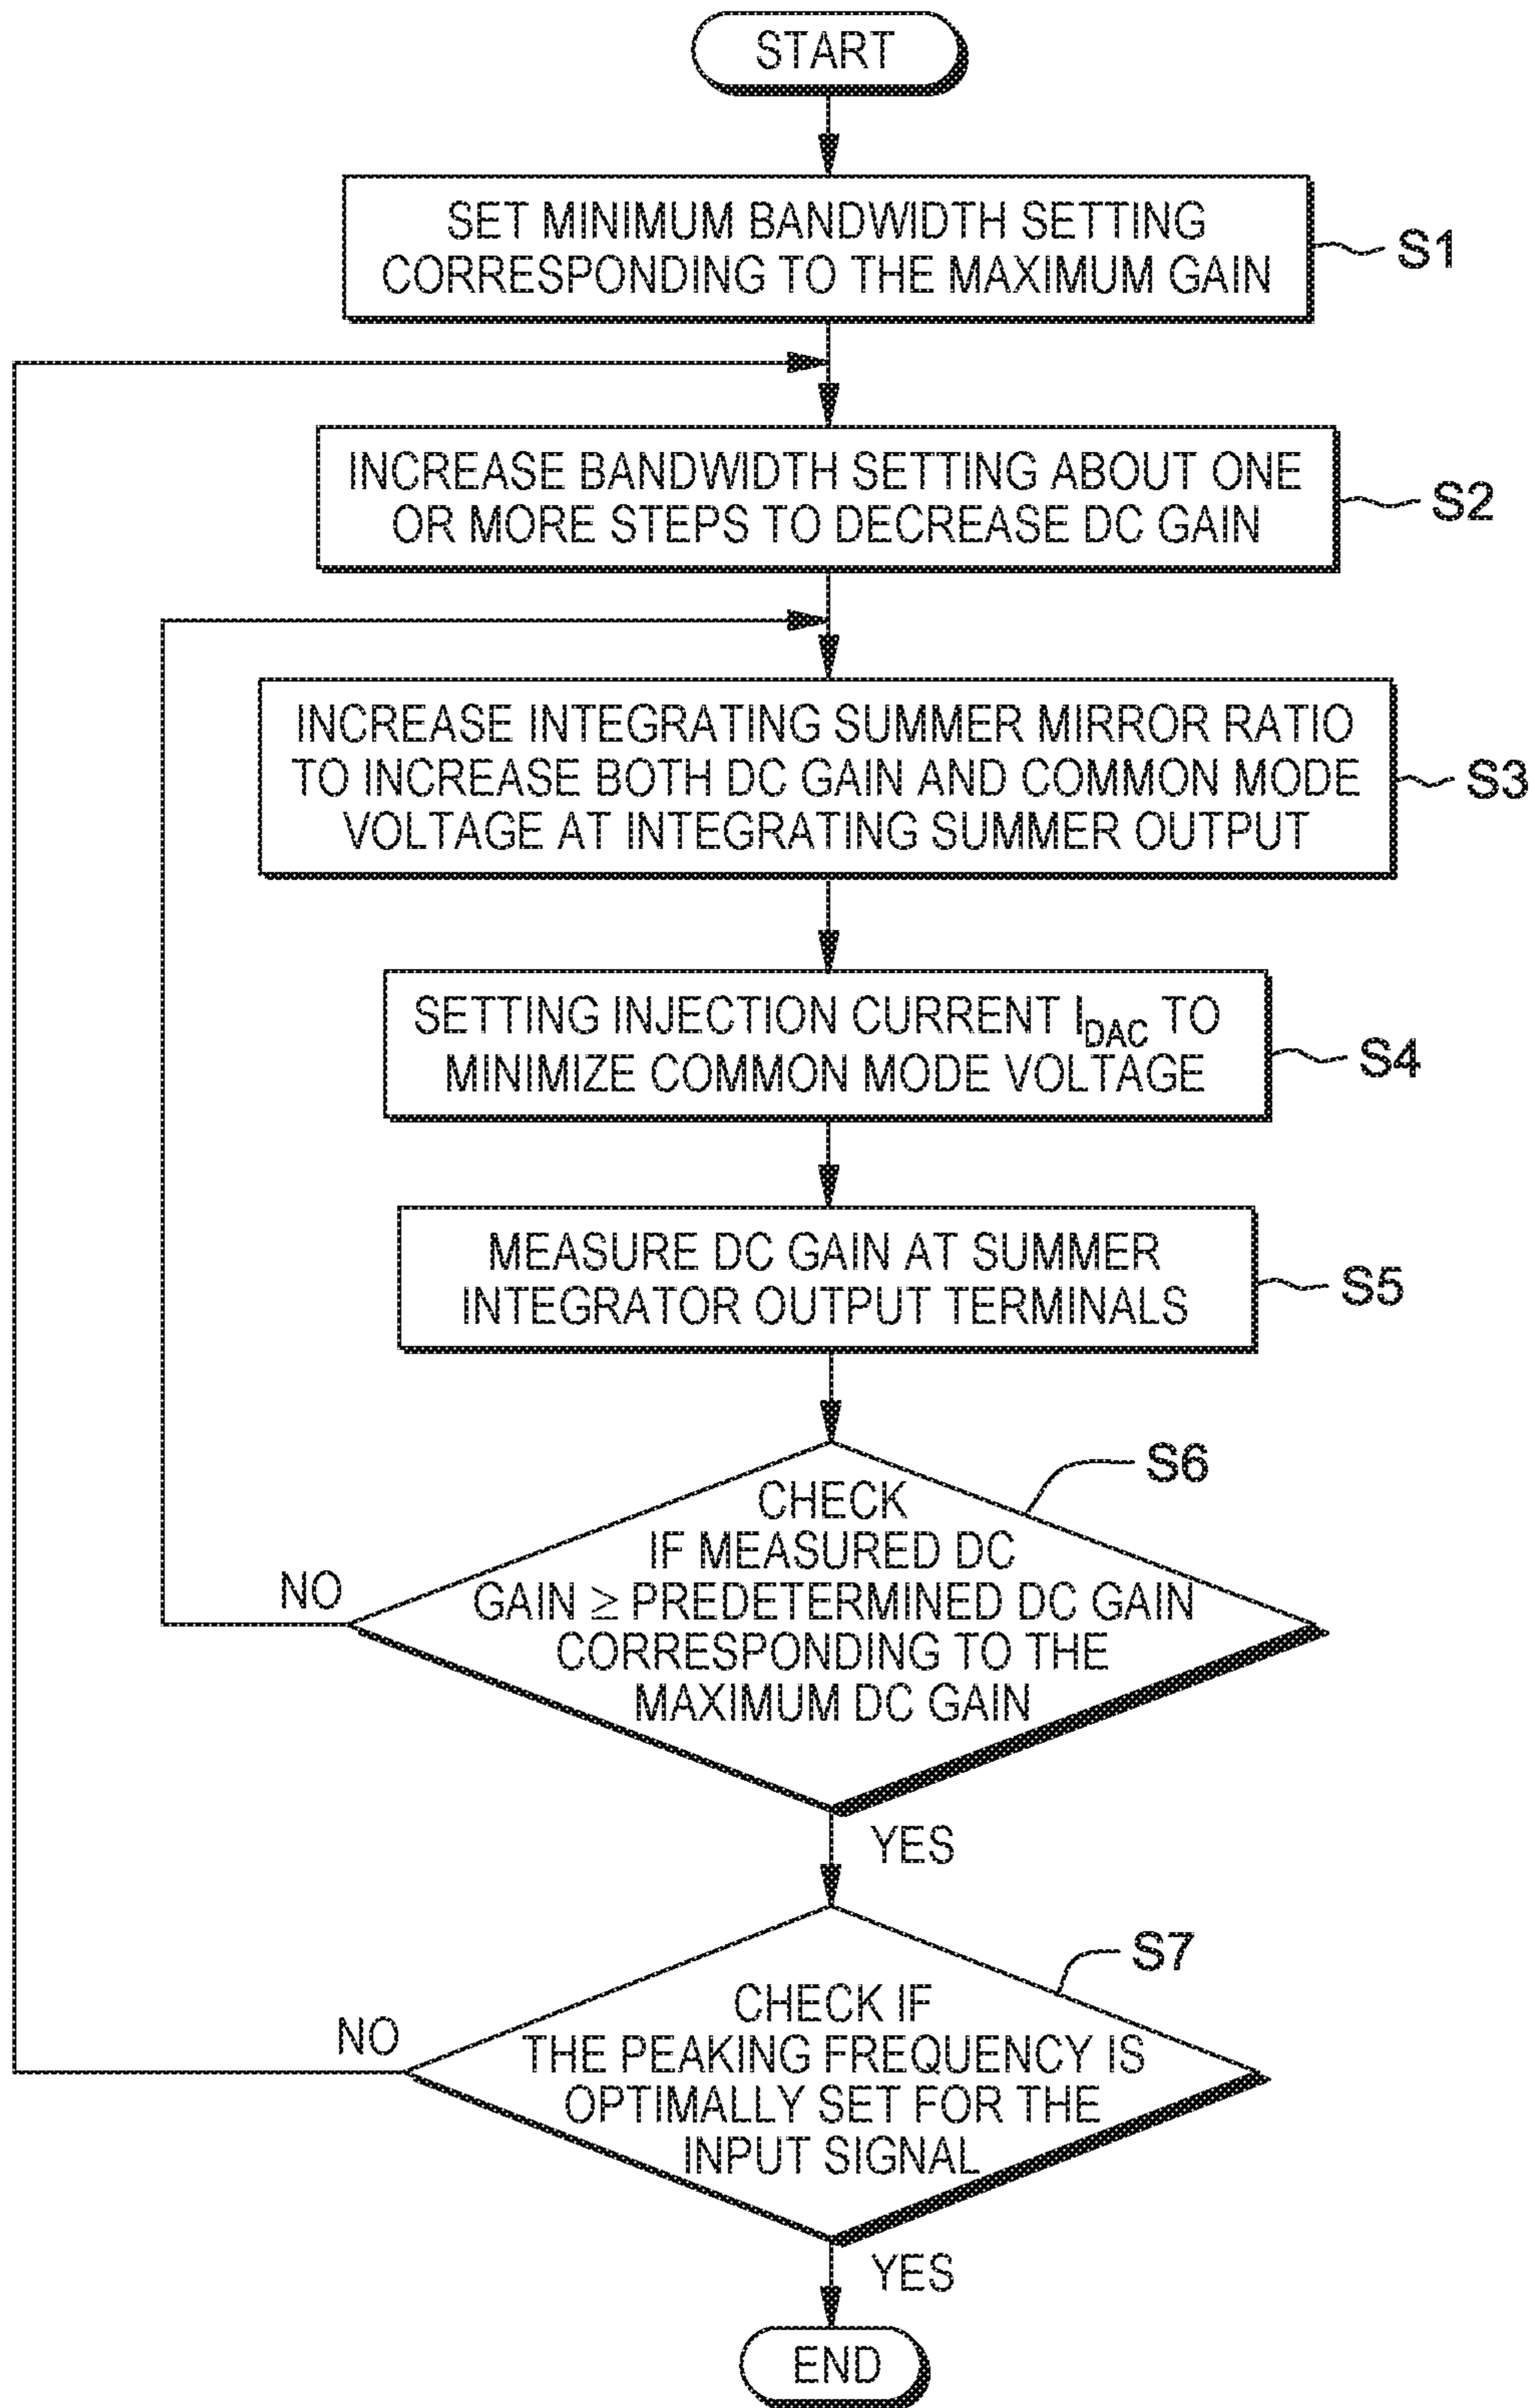 START
SET MINIMUM BANDWIDTH SETTING
CORRESPONDING TO THE MAXIMUM GAIN
S1
INCREASE BANDWIDTH SETTING ABOUT ONE
OR MORE STEPS TO DECREASE DC GAIN
S2
INCREASE INTEGRATING SUMMER MIRROR RATIO
TO INCREASE BOTH DC GAIN AND COMMON MODE
VOLTAGE AT INTEGRATING SUMMER OUTPUT
S3
SETTING INJECTION CURRENT IDAC TO
MINIMIZE COMMON MODE VOLTAGE
S4
MEASURE DC GAIN AT SUMMER
INTEGRATOR OUTPUT TERMINALS
S5
S6
CHECK
IF MEASURED DC
GAIN ≥ PREDETERMINED DC GAIN
CORRESPONDING TO THE
MAXIMUM DC GAIN
NO
YES
S7
CHECK IF
THE PEAKING FREQUENCY IS
OPTIMALLY SET FOR THE
INPUT SIGNAL
NO
YES
END